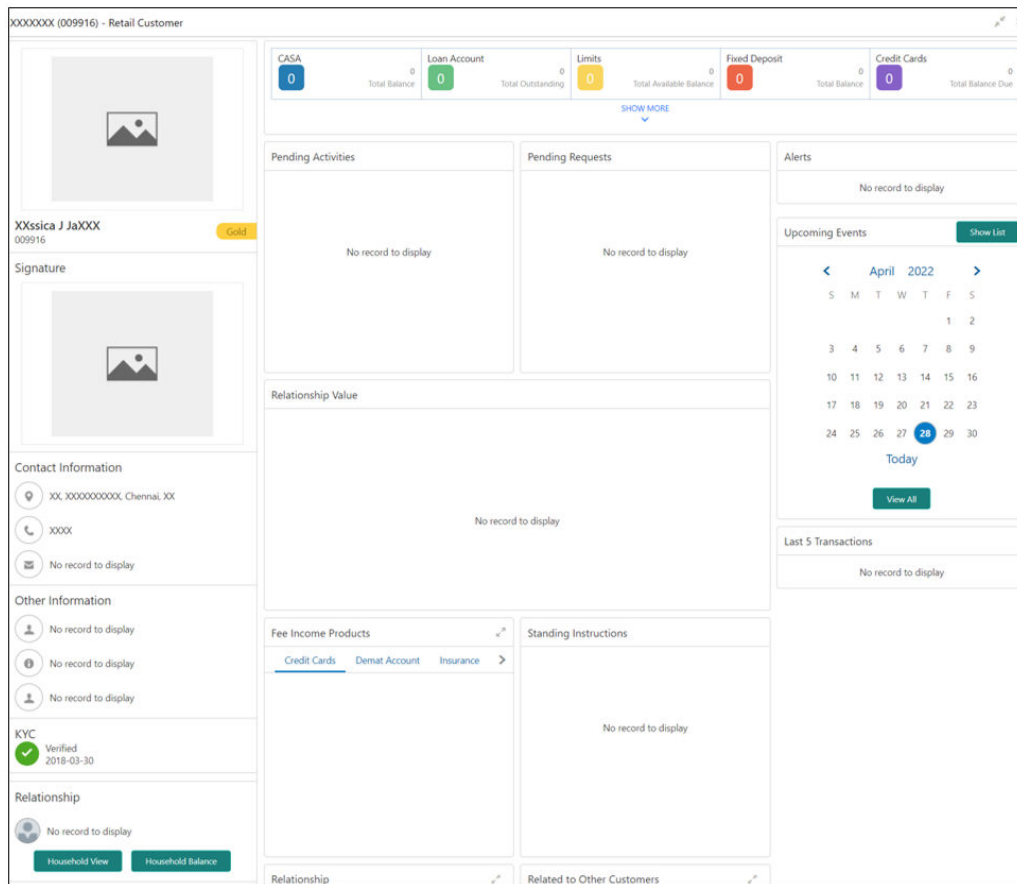 XXXXXXX (009916) - Retail Customer
XXssica J JaXXX
009916
Gold
Signature
Contact Information
XX, XXXXXXXXXX, Chennai, XX
XXXX
No record to display
Other Information
No record to display
No record to display
No record to display
KYC
Verified
2018-03-30
Relationship
No record to display
Household View Household Balance
CASA
0
0
Total Balance
Loan Account
0
0
Total Outstanding
Limits
0
0
Total Available Balance
Fixed Deposit
0
0
Total Balance
Credit Cards
0
0
Total Balance Due
SHOW MORE
Pending Activities
No record to display
Pending Requests
No record to display
Relationship Value
No record to display
Fee Income Products
Credit Cards Demat Account Insurance
Standing Instructions
No record to display
Relationship
Related to Other Customers
Alerts
No record to display
Upcoming Events
Show List
April 2022
S M T W T F S
1 2
3 4 5 6 7 8 9
10 11 12 13 14 15 16
17 18 19 20 21 22 23
24 25 26 27 28 29 30
Today
View All
Last 5 Transactions
No record to display